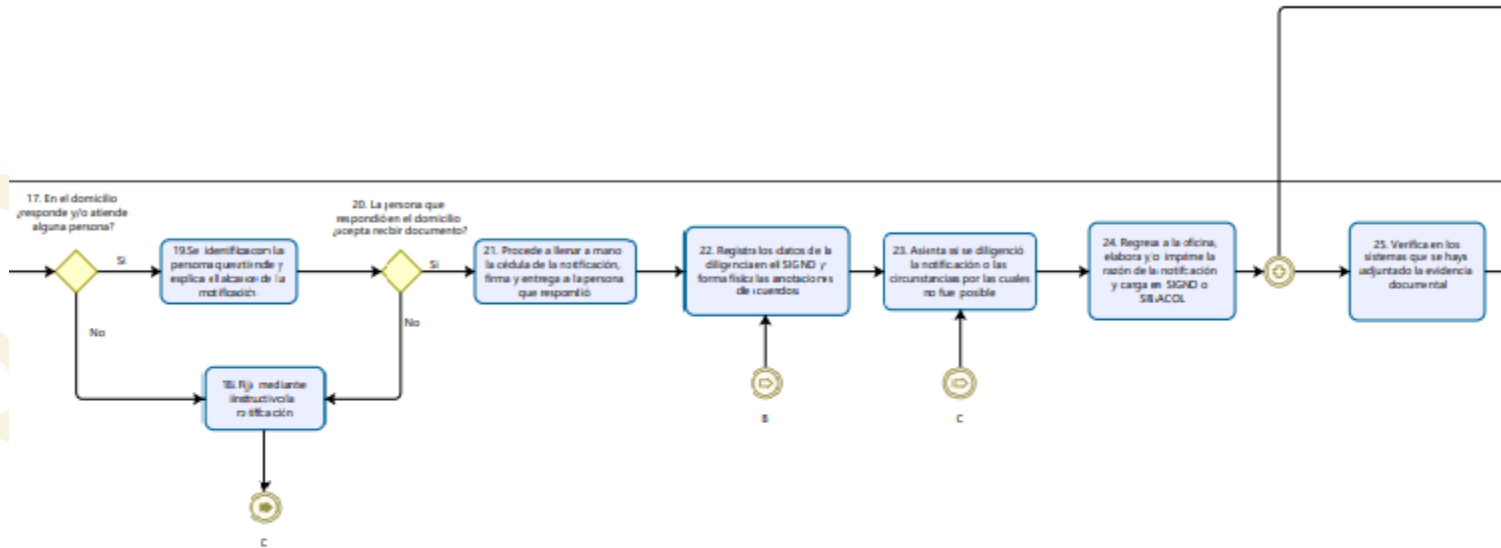 17. En el domicilio
¿responde y/o atiende
alguna persona?
Si
No
19.Se identifica con la
persona que atiende y
explica el alcance de la
notificación
20. La persona que
respondió en el domicilio
¿acepta recibir documento?
Si
No
18. Fija mediante
instructivo la
notificación
C
21. Procede a llenar a mano
la cédula de la notificación,
firma y entrega a la persona
que respondió
22. Registra los datos de la
diligencia en el SIGNO y
forma física las anotaciones
de acuerdos
B
23. Asienta si se diligenció
la notificación o las
circunstancias por las cuales
no fue posible
C
24. Regresa a la oficina,
elabora y/o imprime la
razón de la notificación
y carga en SIGNO o
SIBACOL
25. Verifica en los
sistemas que se haya
adjuntado la evidencia
documental